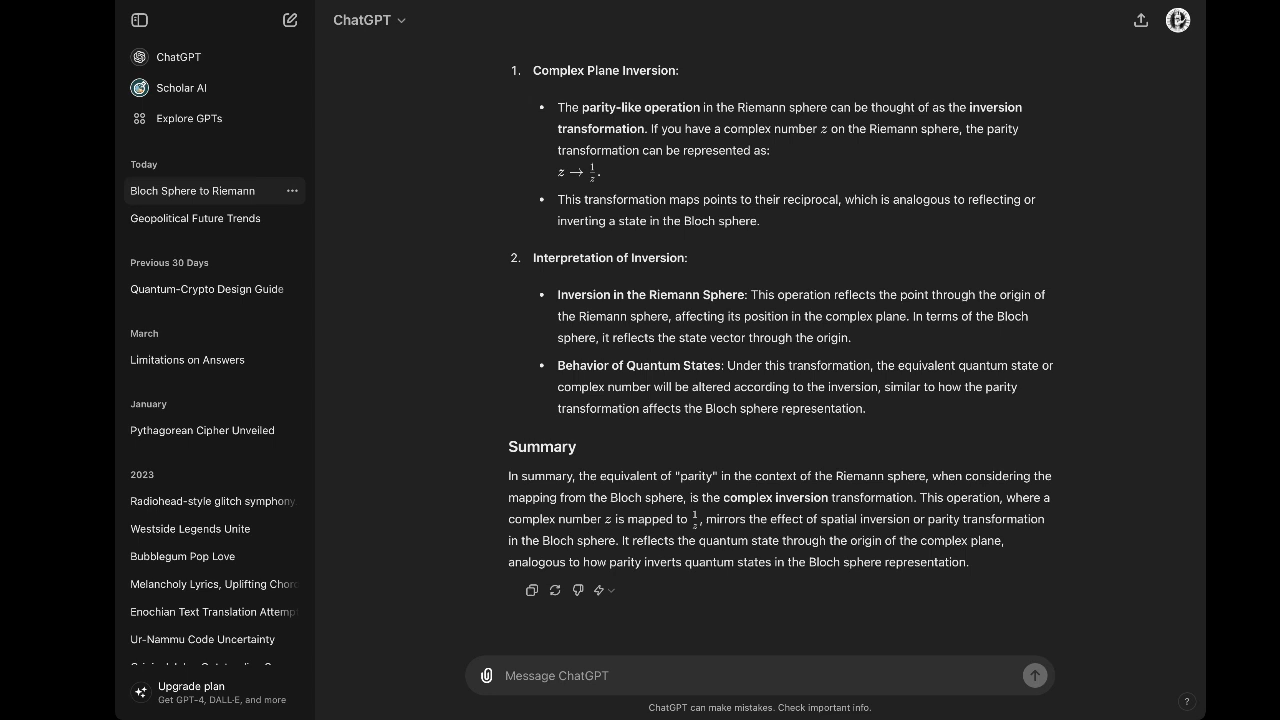 ChatGPT
Scholar AI
Explore GPTs
Today
Bloch Sphere to Riemann
Geopolitical Future Trends
Previous 30 Days
Quantum-Crypto Design Guide
March
Limitations on Answers
January
Pythagorean Cipher Unveiled
2023
Radiohead-style glitch symphony
Westside Legends Unite
Bubblegum Pop Love
Melancholy Lyrics, Uplifting Chor
Enochian Text Translation Attemp
Ur-Nammu Code Uncertainty
Upgrade plan
Get GPT-4, DALL·E, and more
ChatGPT
1. Complex Plane Inversion:
• The parity-like operation in the Riemann sphere can be thought of as the inversion
transformation. If you have a complex number z on the Riemann sphere, the parity
transformation can be represented as:
z → 1/z.
• This transformation maps points to their reciprocal, which is analogous to reflecting or
inverting a state in the Bloch sphere.
2. Interpretation of Inversion:
• Inversion in the Riemann Sphere: This operation reflects the point through the origin of
the Riemann sphere, affecting its position in the complex plane. In terms of the Bloch
sphere, it reflects the state vector through the origin.
• Behavior of Quantum States: Under this transformation, the equivalent quantum state or
complex number will be altered according to the inversion, similar to how the parity
transformation affects the Bloch sphere representation.
Summary
In summary, the equivalent of "parity" in the context of the Riemann sphere, when considering the
mapping from the Bloch sphere, is the complex inversion transformation. This operation, where a
complex number z is mapped to 1/z, mirrors the effect of spatial inversion or parity transformation
in the Bloch sphere. It reflects the quantum state through the origin of the complex plane,
analogous to how parity inverts quantum states in the Bloch sphere representation.
Message ChatGPT
ChatGPT can make mistakes. Check important info.
?